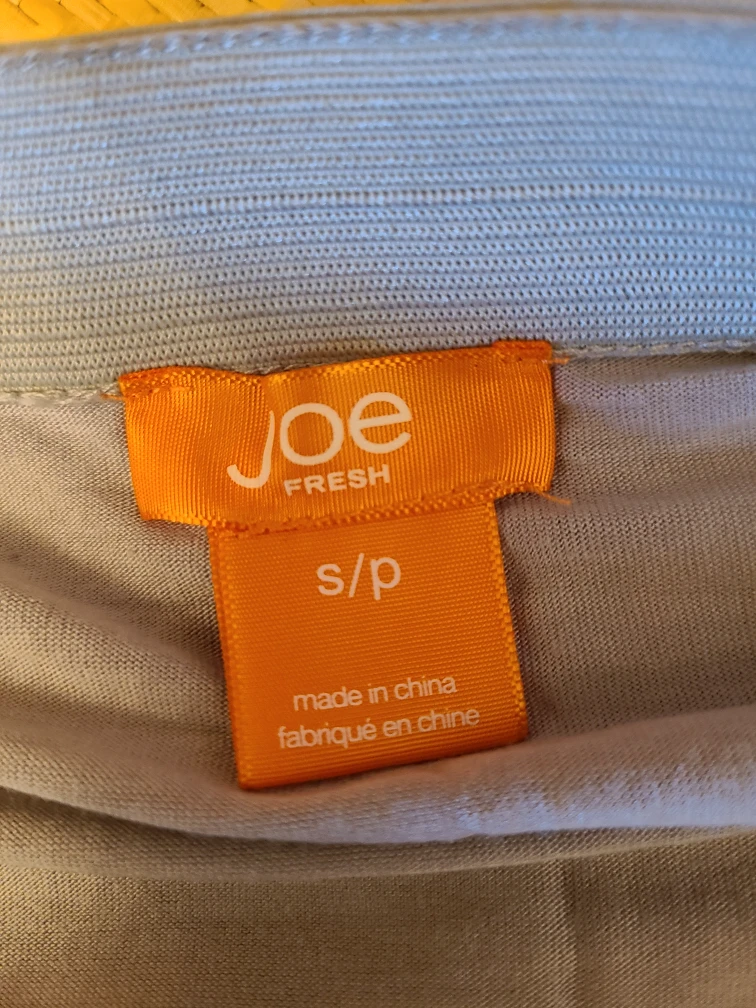 Joe
FRESH
s/p
made in china
fabriqué en chine